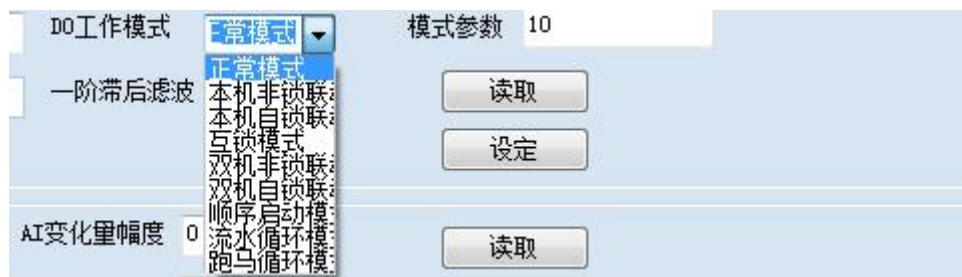 DO工作模式 正常模式 模式参数 10
正常模式
一阶滞后滤波 本机非锁联 读取
本机自锁联
互锁模式 设定
双机非锁联
双机自锁联
顺序启动模
AI变化量幅度 0 流水循环模 读取
跑马循环模